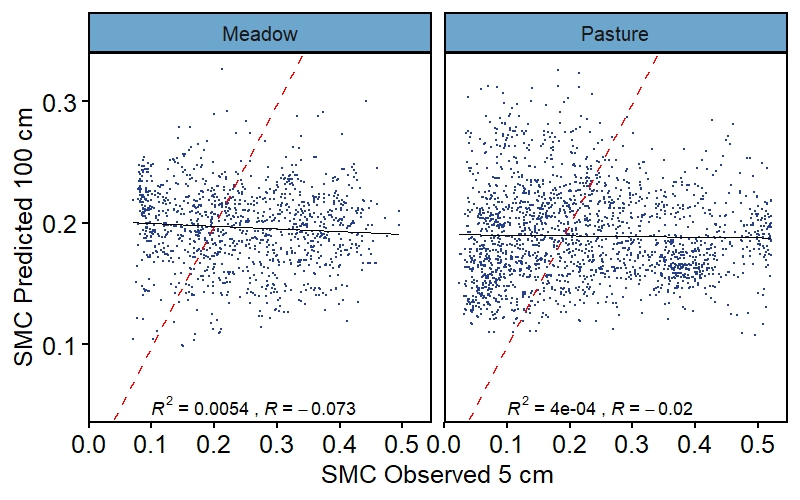 Meadow
Pasture
SMC Predicted 100 cm
0.3
0.2
0.1
R² = 0.0054 , R = −0.073
R² = 4e-04 , R = −0.02
0.0 0.1 0.2 0.3 0.4 0.5 0.0 0.1 0.2 0.3 0.4 0.5
SMC Observed 5 cm